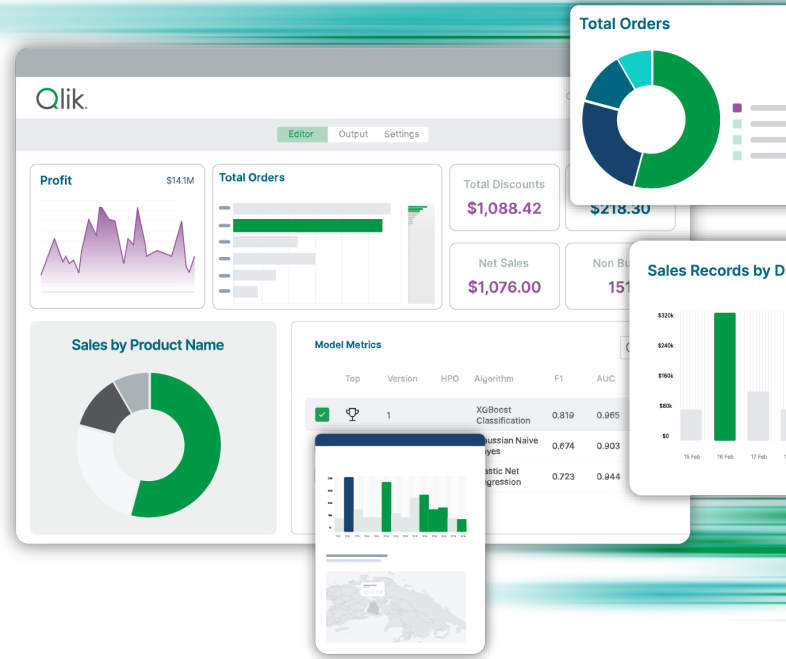 Total Orders
Qlik
Editor Output Settings
Profit $14.1M
Total Orders
Total Discounts
$1,088.42
$218.30
Net Sales
$1,076.00
Non Bu
151
Sales Records by D
$320k
$240k
$160k
$80k
$0
15 Feb 16 Feb 17 Feb
Sales by Product Name
Model Metrics
Top Version HPO Algorithm F1 AUC
1 XGBoost
Classification 0.819 0.965
aussian Naive
ayes 0.674 0.903
astic Net
egression 0.723 0.944